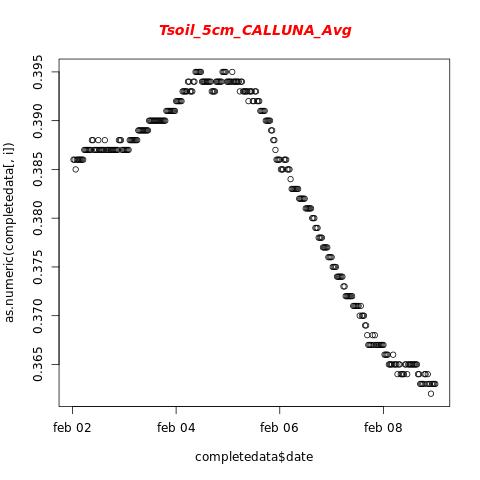 Tsoil_5cm_CALLUNA_Avg
as.numeric(completedata[, i])
0.395
0.390
0.385
0.380
0.375
0.370
0.365
feb 02 feb 04 feb 06 feb 08
completedata$date